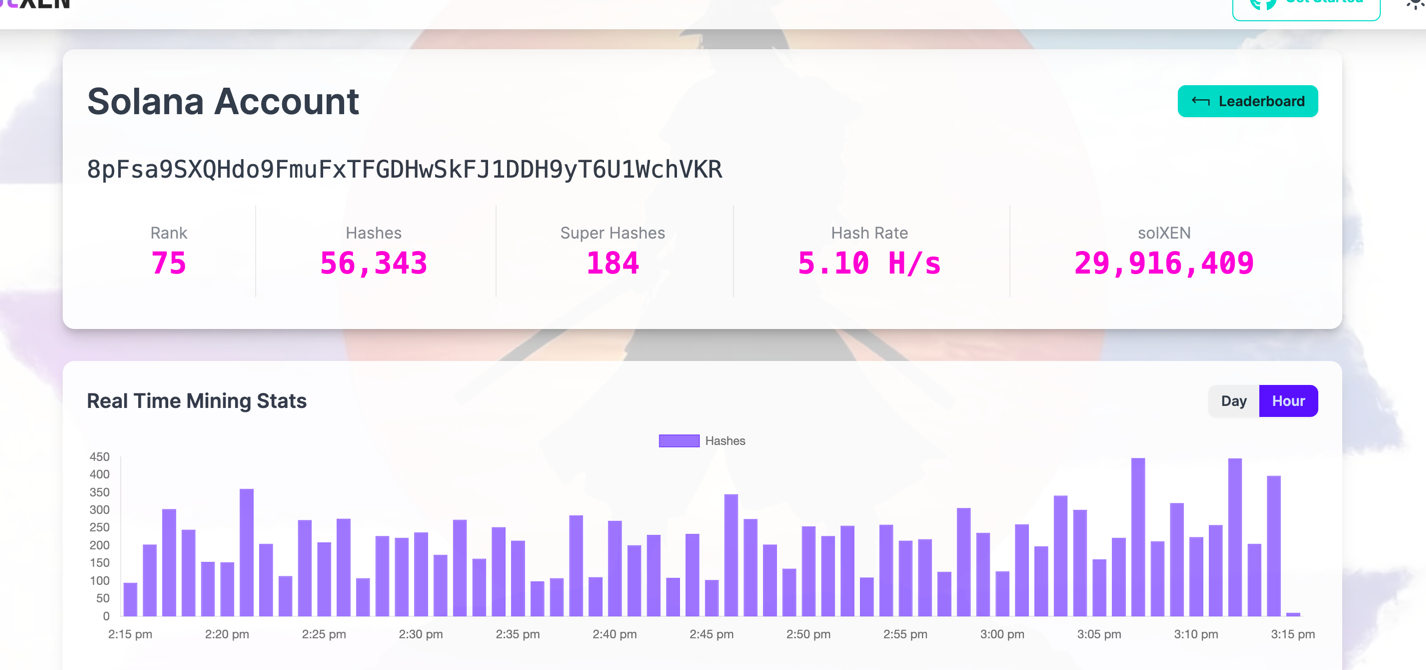 solXEN
Get Started
Solana Account
Leaderboard
8pFsa9SXQHdo9FmuFxTFGDHwSkFJ1DDH9yT6U1WchVKR
Rank
75
Hashes
56,343
Super Hashes
184
Hash Rate
5.10 H/s
solXEN
29,916,409
Real Time Mining Stats
Day
Hour
Hashes
450
400
350
300
250
200
150
100
50
0
2:15 pm
2:20 pm
2:25 pm
2:30 pm
2:35 pm
2:40 pm
2:45 pm
2:50 pm
2:55 pm
3:00 pm
3:05 pm
3:10 pm
3:15 pm